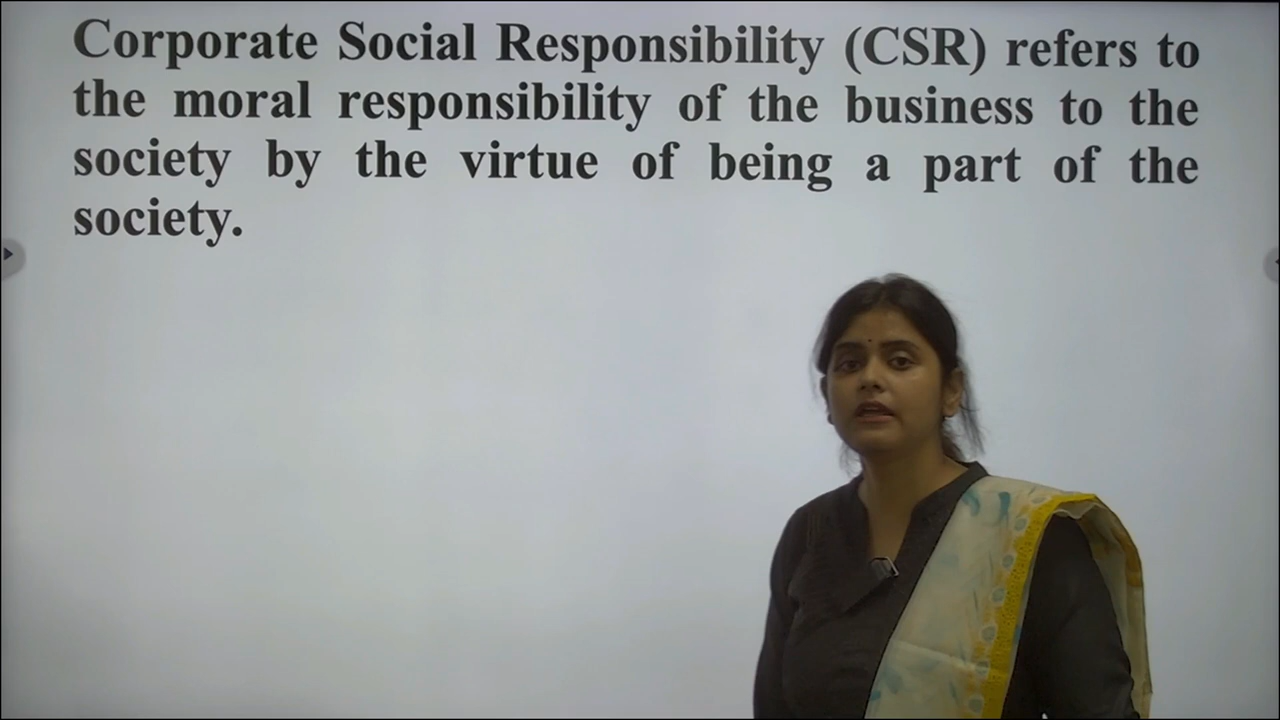 Corporate Social Responsibility (CSR) refers to
the moral responsibility of the business to the
society by the virtue of being a part of the
society.